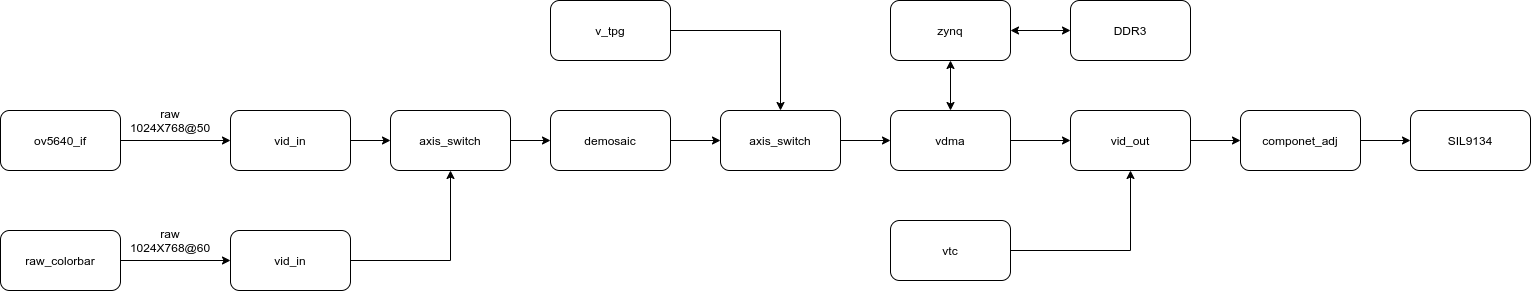 v_tpg
zynq
DDR3
raw
1024X768@50
ov5640_if
vid_in
axis_switch
demosaic
axis_switch
vdma
vid_out
componet_adj
SIL9134
raw
1024X768@60
raw_colorbar
vid_in
vtc